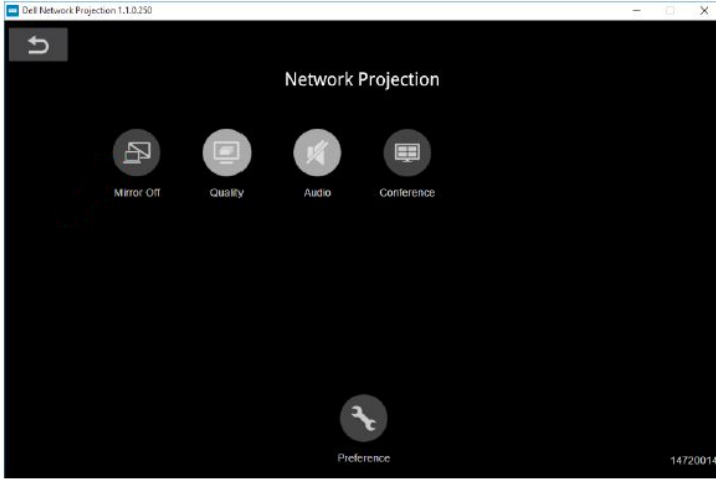 Dell Network Projection 1.1.0.250
Network Projection
Mirror Off
Quality
Audio
Conference
Preference
14720014